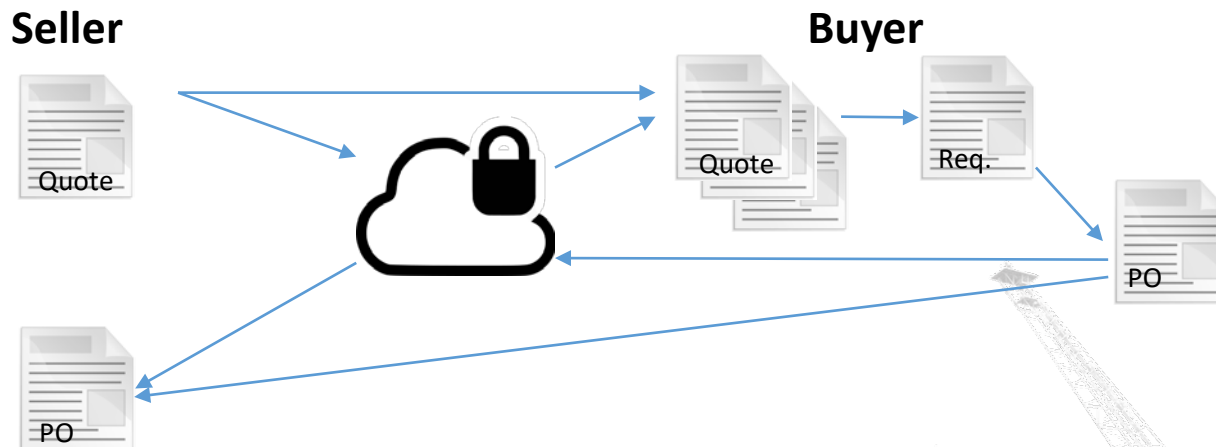 Seller
Buyer
Quote
Quote
Req.
PO
PO